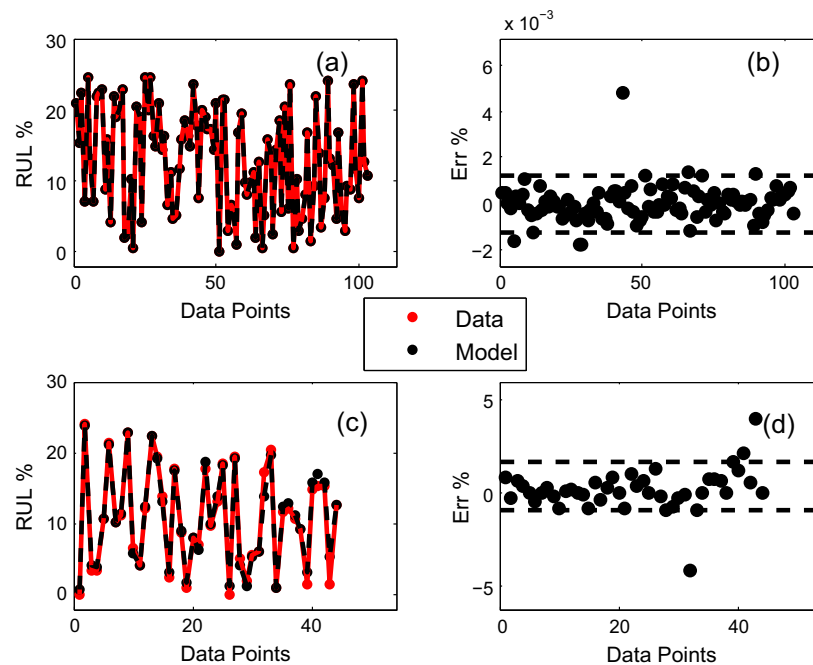 x 10⁻³
30
20
10
0
RUL %
(a)
0
50
100
Data Points
6
4
2
0
−2
Err %
(b)
0
50
100
Data Points
Data
Model
30
20
10
0
RUL %
(c)
0
20
40
Data Points
5
0
−5
Err %
(d)
0
20
40
Data Points